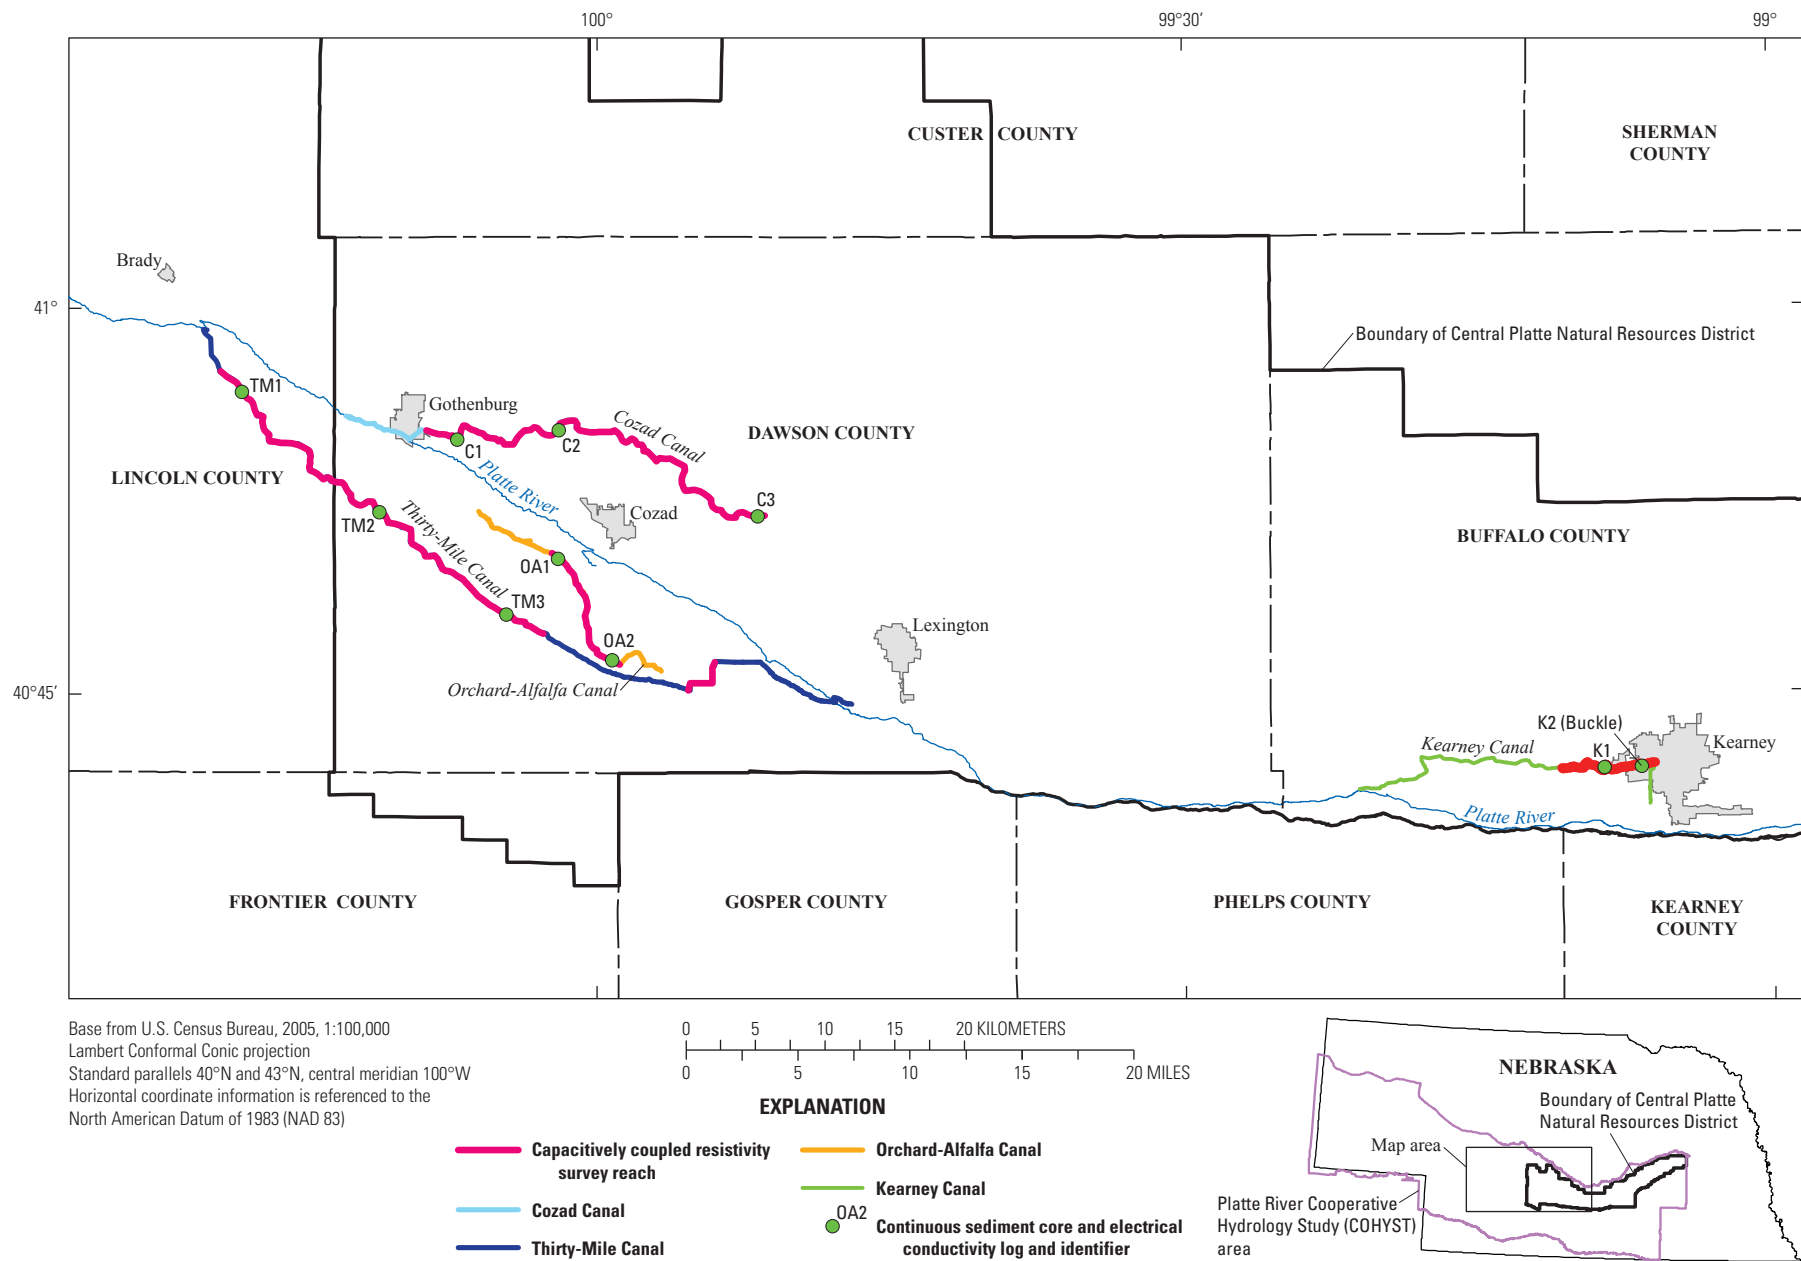 100°
99°30′
99°
CUSTER COUNTY
SHERMAN
COUNTY
Brady
41°
Boundary of Central Platte Natural Resources District
TM1
Gothenburg
Cozad Canal
C1
C2
DAWSON COUNTY
LINCOLN COUNTY
Platte River
C3
TM2
Thirty-Mile Canal
Cozad
BUFFALO COUNTY
OA1
TM3
Lexington
OA2
Orchard-Alfalfa Canal
40°45′
K2 (Buckle)
Kearney Canal
K1
Kearney
Platte River
FRONTIER COUNTY
GOSPER COUNTY
PHELPS COUNTY
KEARNEY
COUNTY
Base from U.S. Census Bureau, 2005, 1:100,000
Lambert Conformal Conic projection
Standard parallels 40°N and 43°N, central meridian 100°W
Horizontal coordinate information is referenced to the
North American Datum of 1983 (NAD 83)
0 5 10 15 20 KILOMETERS
0 5 10 15 20 MILES
EXPLANATION
Capacitively coupled resistivity
survey reach
Cozad Canal
Thirty-Mile Canal
Orchard-Alfalfa Canal
Kearney Canal
OA2
Continuous sediment core and electrical
conductivity log and identifier
NEBRASKA
Boundary of Central Platte
Natural Resources District
Map area
Platte River Cooperative
Hydrology Study (COHYST)
area